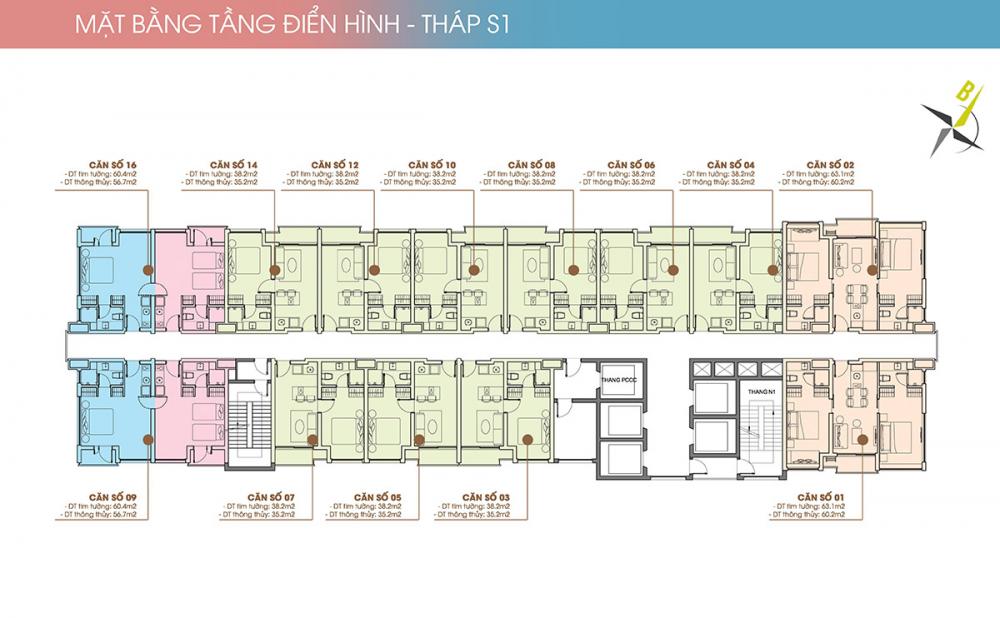 MẶT BẰNG TẦNG ĐIỂN HÌNH - THÁP S1
B
CĂN SỐ 16
- DT tim tường: 60.4m2
- DT thông thủy: 56.7m2
CĂN SỐ 14
- DT tim tường: 38.2m2
- DT thông thủy: 35.2m2
CĂN SỐ 12
- DT tim tường: 38.2m2
- DT thông thủy: 35.2m2
CĂN SỐ 10
- DT tim tường: 38.2m2
- DT thông thủy: 35.2m2
CĂN SỐ 08
- DT tim tường: 38.2m2
- DT thông thủy: 35.2m2
CĂN SỐ 06
- DT tim tường: 38.2m2
- DT thông thủy: 35.2m2
CĂN SỐ 04
- DT tim tường: 38.2m2
- DT thông thủy: 35.2m2
CĂN SỐ 02
- DT tim tường: 63.1m2
- DT thông thủy: 60.2m2
THANG PCCC
THANG N1
CĂN SỐ 09
- DT tim tường: 60.4m2
- DT thông thủy: 56.7m2
CĂN SỐ 07
- DT tim tường: 38.2m2
- DT thông thủy: 35.2m2
CĂN SỐ 05
- DT tim tường: 38.2m2
- DT thông thủy: 35.2m2
CĂN SỐ 03
- DT tim tường: 38.2m2
- DT thông thủy: 35.2m2
CĂN SỐ 01
- DT tim tường: 63.1m2
- DT thông thủy: 60.2m2